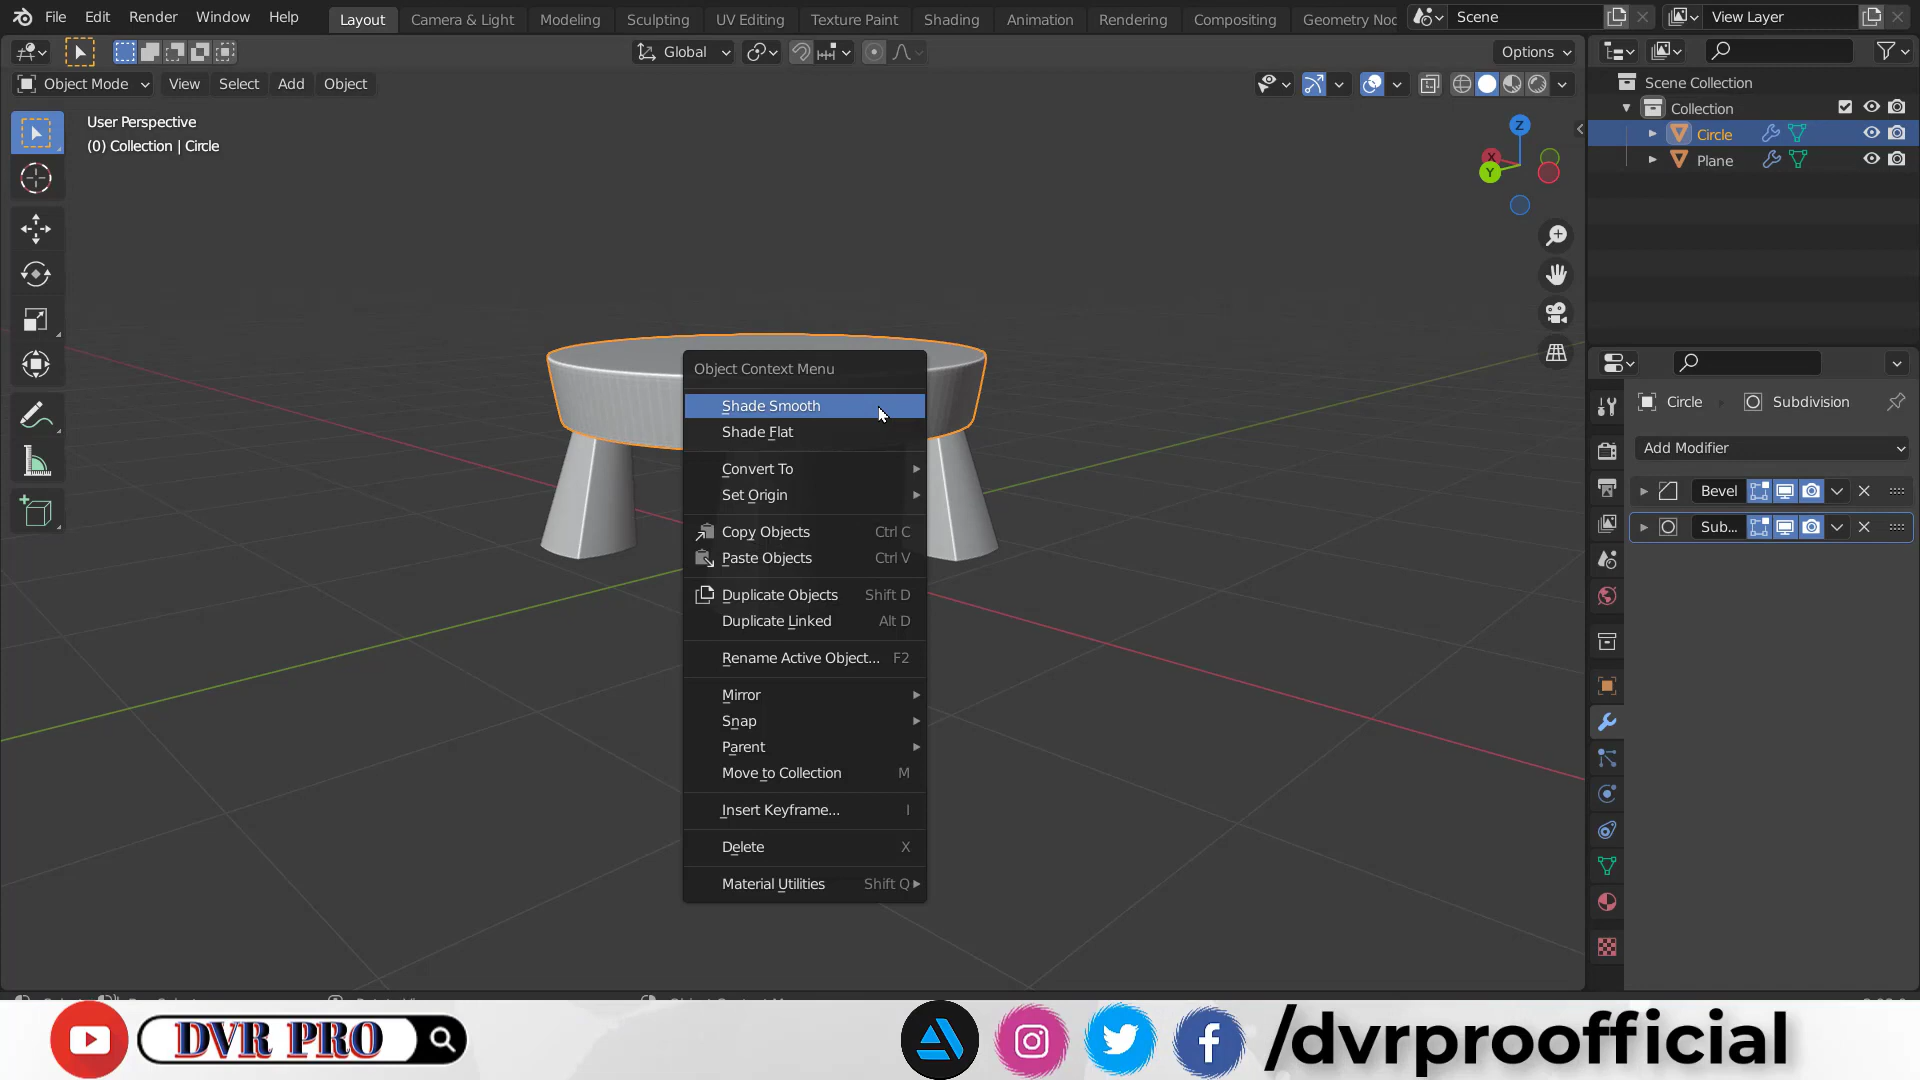 File Edit Render Window Help Layout Camera & Light Modeling Sculpting UV Editing Texture Paint Shading Animation Rendering Compositing Geometry Noc Scene View Layer
Global Options
Object Mode View Select Add Object
User Perspective
(0) Collection | Circle
Z
X
Y
Scene Collection
Collection
Circle
Plane
Circle Subdivision
Add Modifier
Bevel
Sub...
Object Context Menu
Shade Smooth
Shade Flat
Convert To
Set Origin
Copy Objects Ctrl C
Paste Objects Ctrl V
Duplicate Objects Shift D
Duplicate Linked Alt D
Rename Active Object... F2
Mirror
Snap
Parent
Move to Collection M
Insert Keyframe... I
Delete X
Material Utilities Shift Q
DVR PRO
/dvrproofficial